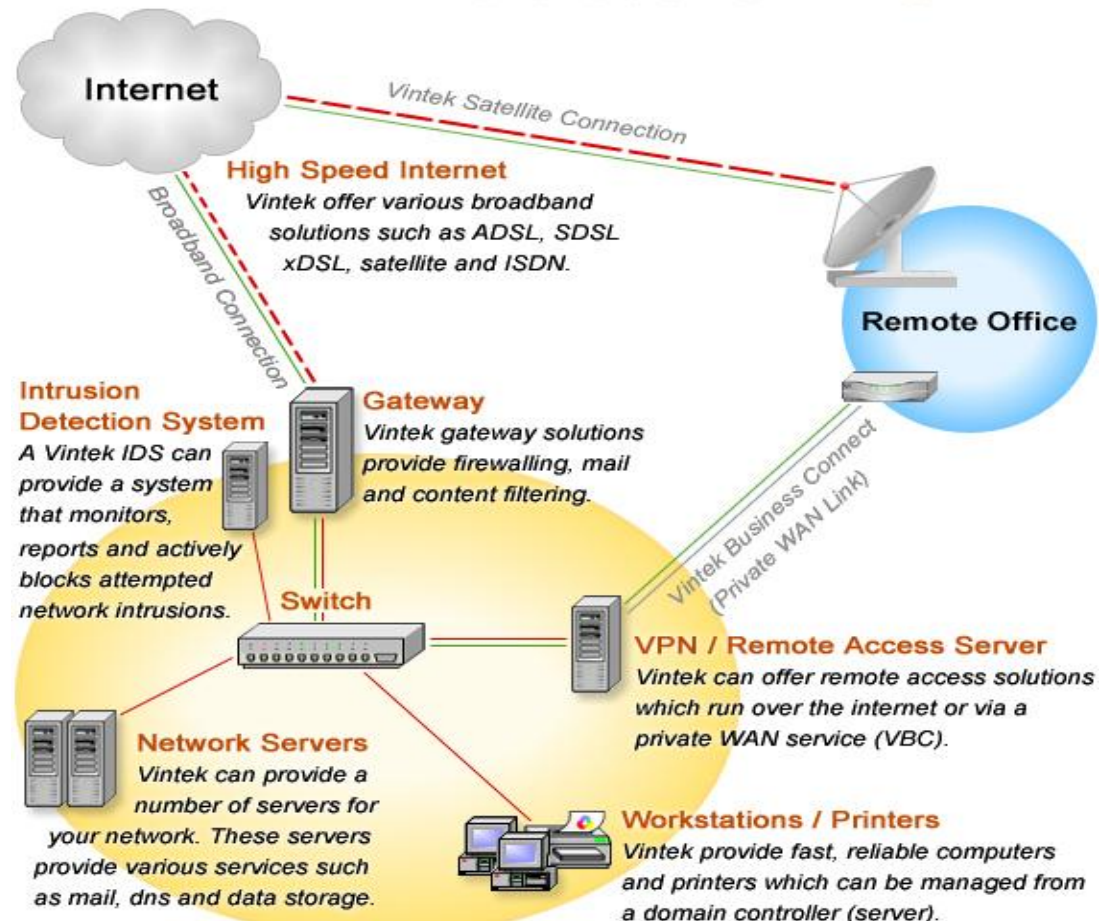 Internet
Vintek Satellite Connection
High Speed Internet
Vintek offer various broadband
solutions such as ADSL, SDSL
xDSL, satellite and ISDN.
Broadband Connection
Remote Office
Intrusion
Detection System
A Vintek IDS can
provide a system
that monitors,
reports and actively
blocks attempted
network intrusions.
Gateway
Vintek gateway solutions
provide firewalling, mail
and content filtering.
Vintek Business Connect
(Private WAN Link)
Switch
VPN / Remote Access Server
Vintek can offer remote access solutions
which run over the internet or via a
private WAN service (VBC).
Network Servers
Vintek can provide a
number of servers for
your network. These servers
provide various services such
as mail, dns and data storage.
Workstations / Printers
Vintek provide fast, reliable computers
and printers which can be managed from
a domain controller (server).